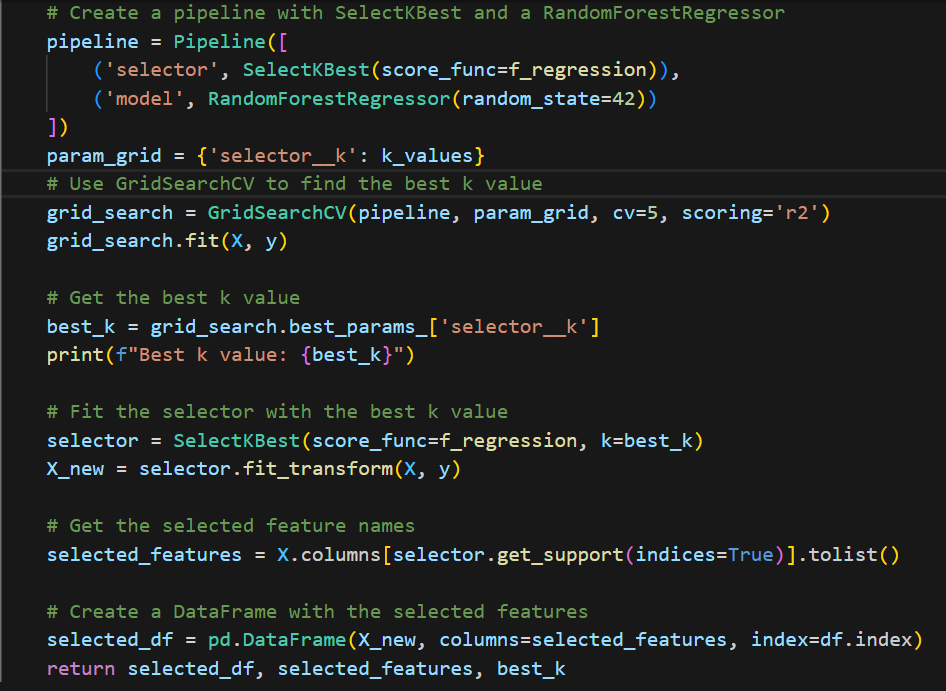 # Create a pipeline with SelectKBest and a RandomForestRegressor
pipeline = Pipeline([
    ('selector', SelectKBest(score_func=f_regression)),
    ('model', RandomForestRegressor(random_state=42))
])
param_grid = {'selector__k': k_values}
# Use GridSearchCV to find the best k value
grid_search = GridSearchCV(pipeline, param_grid, cv=5, scoring='r2')
grid_search.fit(X, y)

# Get the best k value
best_k = grid_search.best_params_['selector__k']
print(f"Best k value: {best_k}")

# Fit the selector with the best k value
selector = SelectKBest(score_func=f_regression, k=best_k)
X_new = selector.fit_transform(X, y)

# Get the selected feature names
selected_features = X.columns[selector.get_support(indices=True)].tolist()

# Create a DataFrame with the selected features
selected_df = pd.DataFrame(X_new, columns=selected_features, index=df.index)
return selected_df, selected_features, best_k